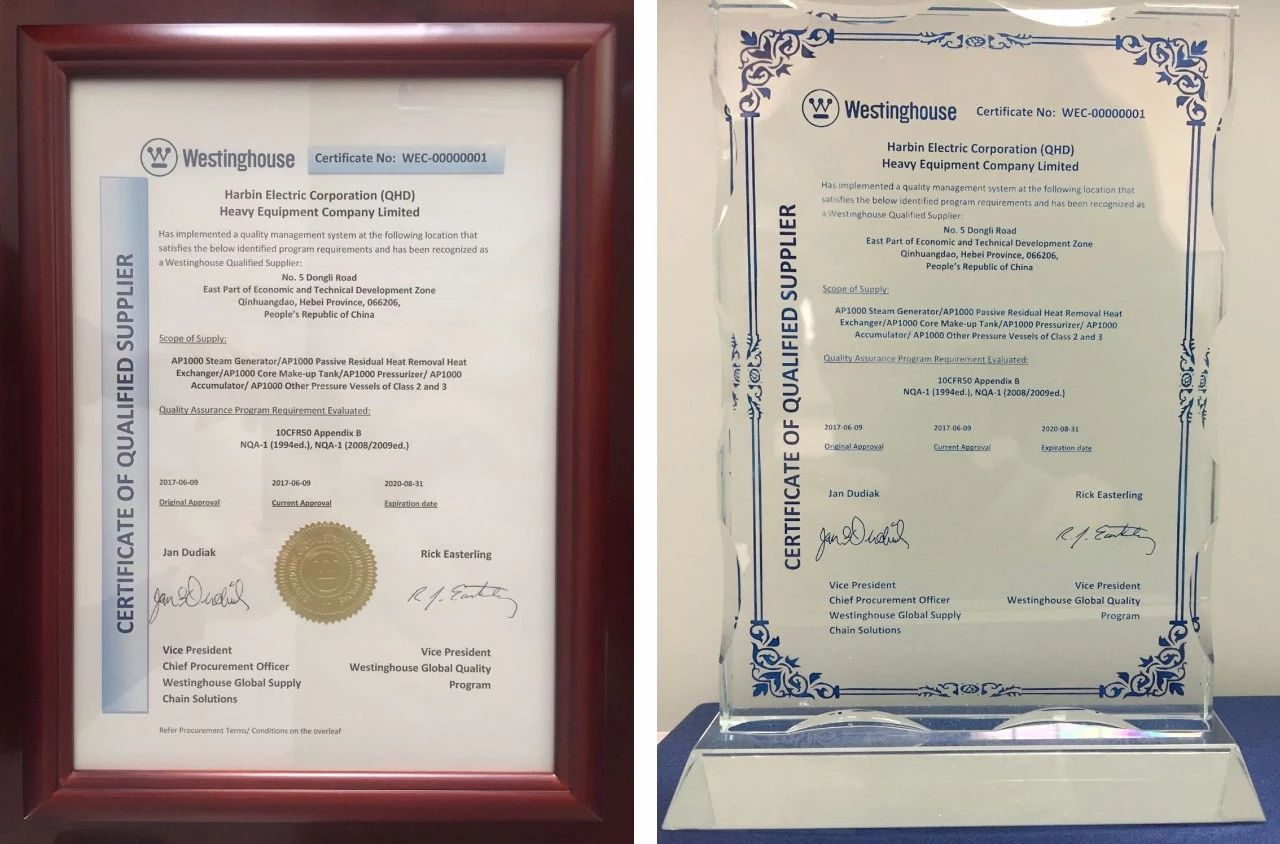 Westinghouse
Certificate No: WEC-00000001
Harbin Electric Corporation (QHD)
Heavy Equipment Company Limited
Has implemented a quality management system at the following location that
satisfies the below identified program requirements and has been recognized as
a Westinghouse Qualified Supplier:
No. 5 Dongli Road
East Part of Economic and Technical Development Zone
Qinhuangdao, Hebei Province, 066206,
People's Republic of China
Scope of Supply:
AP1000 Steam Generator/AP1000 Passive Residual Heat Removal Heat
Exchanger/AP1000 Core Make-up Tank/AP1000 Pressurizer/ AP1000
Accumulator/ AP1000 Other Pressure Vessels of Class 2 and 3
Quality Assurance Program Requirement Evaluated:
10CFR50 Appendix B
NQA-1 (1994ed.), NQA-1 (2008/2009ed.)
2017-06-09 2017-06-09 2020-08-31
Original Approval Current Approval Expiration date
Jan Dudiak Rick Easterling
Vice President
Chief Procurement Officer
Westinghouse Global Supply
Chain Solutions
Vice President
Westinghouse Global Quality
Program
Refer Procurement Terms/ Conditions on the overleaf
CERTIFICATE OF QUALIFIED SUPPLIER
Westinghouse
Certificate No: WEC-00000001
Harbin Electric Corporation (QHD)
Heavy Equipment Company Limited
Has implemented a quality management system at the following location that
satisfies the below identified program requirements and has been recognized as
a Westinghouse Qualified Supplier:
No. 5 Dongli Road
East Part of Economic and Technical Development Zone
Qinhuangdao, Hebei Province, 066206,
People's Republic of China
Scope of Supply:
AP1000 Steam Generator/AP1000 Passive Residual Heat Removal Heat
Exchanger/AP1000 Core Make-up Tank/AP1000 Pressurizer/ AP1000
Accumulator/ AP1000 Other Pressure Vessels of Class 2 and 3
Quality Assurance Program Requirement Evaluated:
10CFR50 Appendix B
NQA-1 (1994ed.), NQA-1 (2008/2009ed.)
2017-06-09 2017-06-09 2020-08-31
Original Approval Current Approval Expiration date
Jan Dudiak Rick Easterling
Vice President
Chief Procurement Officer
Westinghouse Global Supply
Chain Solutions
Vice President
Westinghouse Global Quality
Program
CERTIFICATE OF QUALIFIED SUPPLIER